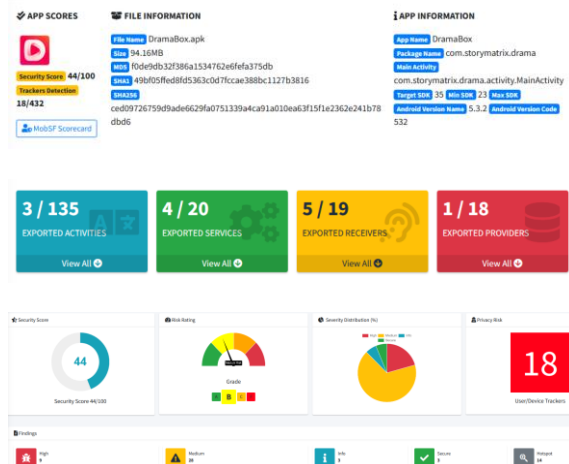 APP SCORES
Security Score 44/100
Trackers Detection
18/432
MobSF Scorecard
FILE INFORMATION
File Name DramaBox.apk
Size 94.16MB
MD5 f0de9db32f386a1534762e6fefa375db
SHA1 49bf05ffed8fd5363c0d7fccae388bc1127b3816
SHA256
ced09726759d9ade6629fa0751339a4ca91a010ea63f15f1e2362e241b78
dbd6
APP INFORMATION
App Name DramaBox
Package Name com.storymatrix.drama
Main Activity
com.storymatrix.drama.activity.MainActivity
Target SDK 35 Min SDK 23 Max SDK
Android Version Name 5.3.2 Android Version Code
532
3 / 135
EXPORTED ACTIVITIES
View All
4 / 20
EXPORTED SERVICES
View All
5 / 19
EXPORTED RECEIVERS
View All
1 / 18
EXPORTED PROVIDERS
View All
Security Score
44
Security Score 44/100
Risk Rating
Grade
B
Severity Distribution (%)
Privacy Risk
18
User/Device Trackers
Findings
High
Medium
Info
Secure
Hotspot